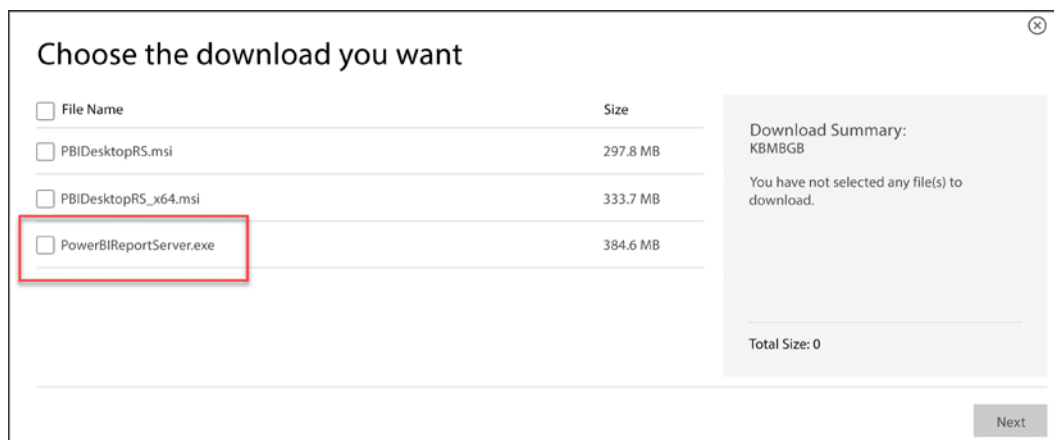 Choose the download you want
File Name Size
PBIDesktopRS.msi 297.8 MB
PBIDesktopRS_x64.msi 333.7 MB
PowerBIReportServer.exe 384.6 MB
Download Summary:
KBMBGB
You have not selected any file(s) to
download.
Total Size: 0
Next